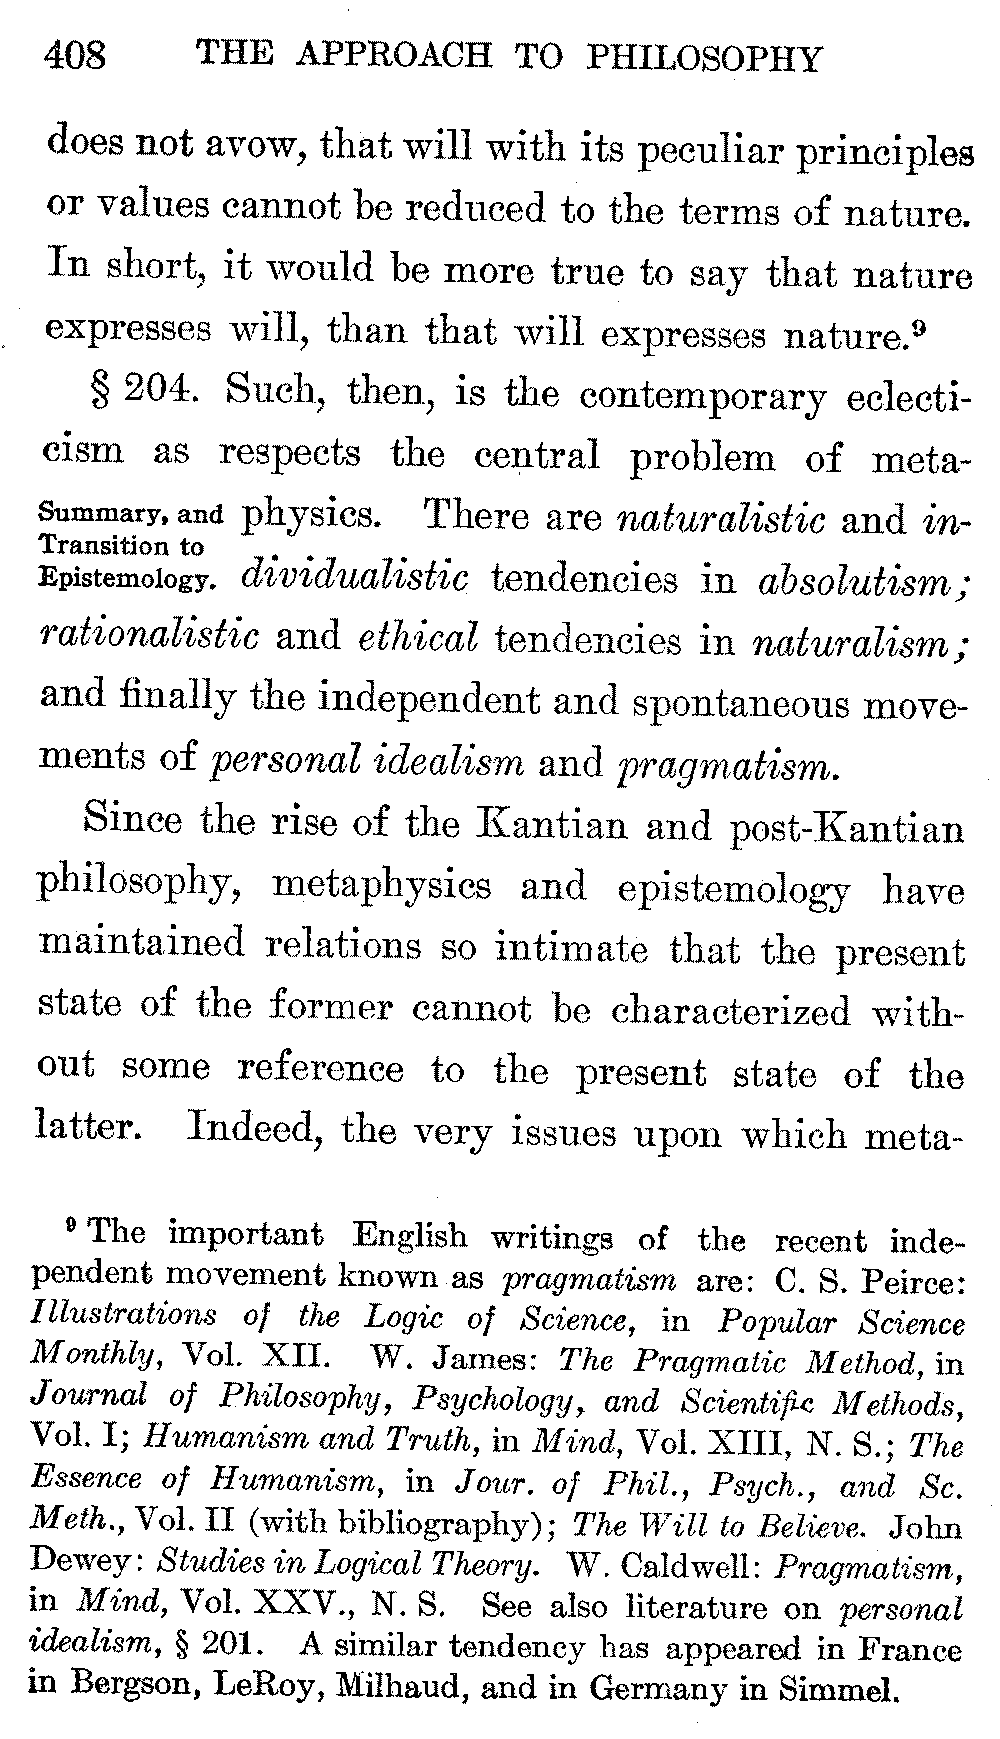 408 THE APPROACH TO PHILOSOPHY
does not avow, that will with its peculiar principles
or values cannot be reduced to the terms of nature.
In short, it would be more true to say that nature
expresses will, than that will expresses nature.⁹
§ 204. Such, then, is the contemporary eclecti-
cism as respects the central problem of meta-
Summary, and
Transition to
Epistemology.
physics. There are naturalistic and in-
dividualistic tendencies in absolutism;
rationalistic and ethical tendencies in naturalism;
and finally the independent and spontaneous move-
ments of personal idealism and pragmatism.
Since the rise of the Kantian and post-Kantian
philosophy, metaphysics and epistemology have
maintained relations so intimate that the present
state of the former cannot be characterized with-
out some reference to the present state of the
latter. Indeed, the very issues upon which meta-
⁹ The important English writings of the recent inde-
pendent movement known as pragmatism are: C. S. Peirce:
Illustrations of the Logic of Science, in Popular Science
Monthly, Vol. XII. W. James: The Pragmatic Method, in
Journal of Philosophy, Psychology, and Scientific Methods,
Vol. I; Humanism and Truth, in Mind, Vol. XIII, N. S.; The
Essence of Humanism, in Jour. of Phil., Psych., and Sc.
Meth., Vol. II (with bibliography); The Will to Believe. John
Dewey: Studies in Logical Theory. W. Caldwell: Pragmatism,
in Mind, Vol. XXV., N. S. See also literature on personal
idealism, § 201. A similar tendency has appeared in France
in Bergson, LeRoy, Milhaud, and in Germany in Simmel.